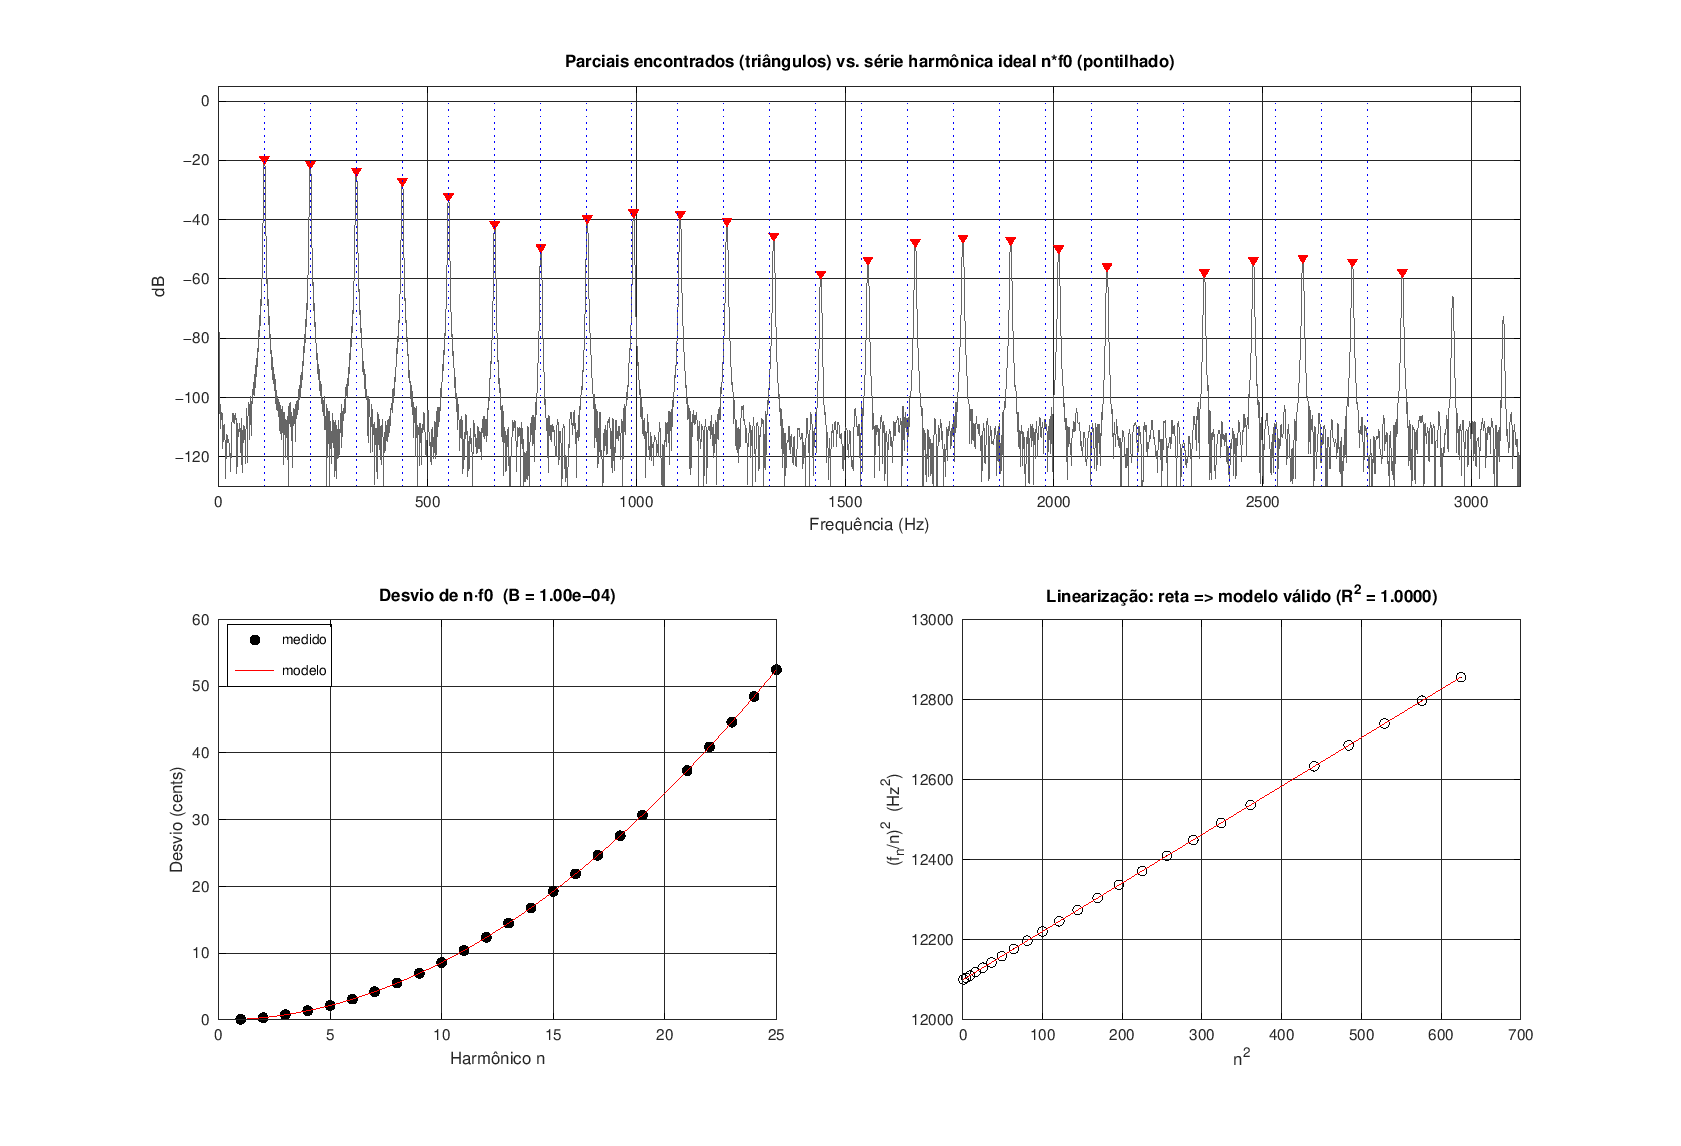 Parciais encontrados (triângulos) vs. série harmônica ideal n*f0 (pontilhado)
0
−20
−40
−60
−80
−100
−120
dB
0 500 1000 1500 2000 2500 3000
Frequência (Hz)
Desvio de n·f0 (B = 1.00e−04)
60
50
40
30
20
10
0
medido
modelo
Desvio (cents)
0 5 10 15 20 25
Harmônico n
Linearização: reta => modelo válido (R² = 1.0000)
13000
12800
12600
12400
12200
12000
(fₙ/n)² (Hz²)
0 100 200 300 400 500 600 700
n²